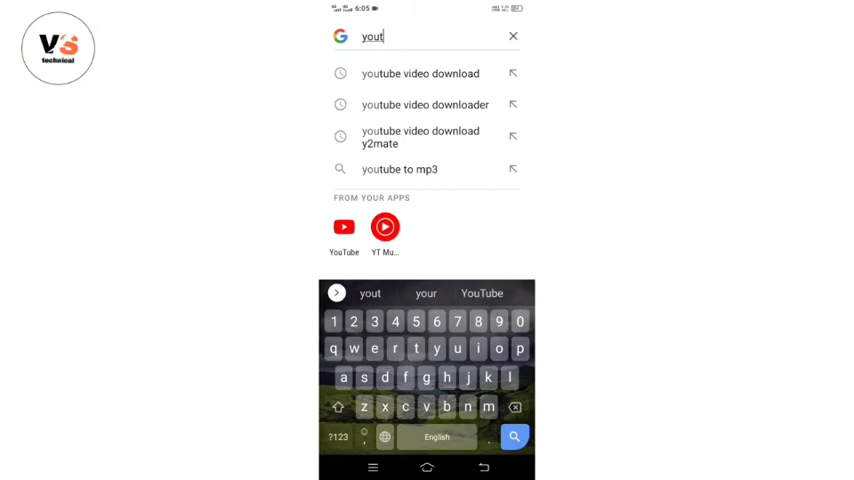 6:05
VS
technical
yout
youtube video download
youtube video downloader
youtube video download
y2mate
youtube to mp3
FROM YOUR APPS
YouTube YT Mu...
yout your YouTube
1 2 3 4 5 6 7 8 9 0
q w e r t y u i o p
a s d f g h j k l
z x c v b n m
?123 , English .